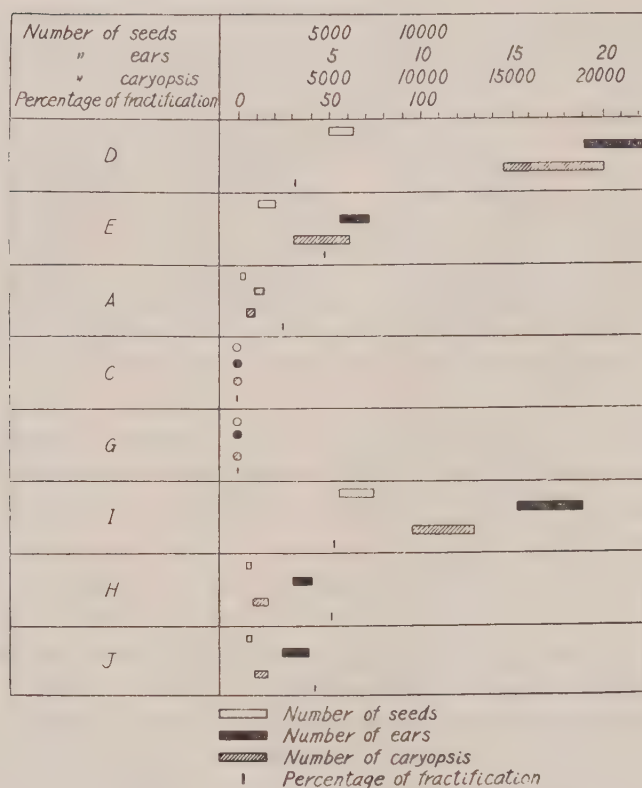 Number of seeds 5000 10000
" ears 5 10 15 20
" caryopsis 5000 10000 15000 20000
Percentage of fractification 0 50 100
D
E
A
C
G
I
H
J
Number of seeds
Number of ears
Number of caryopsis
Percentage of fractification